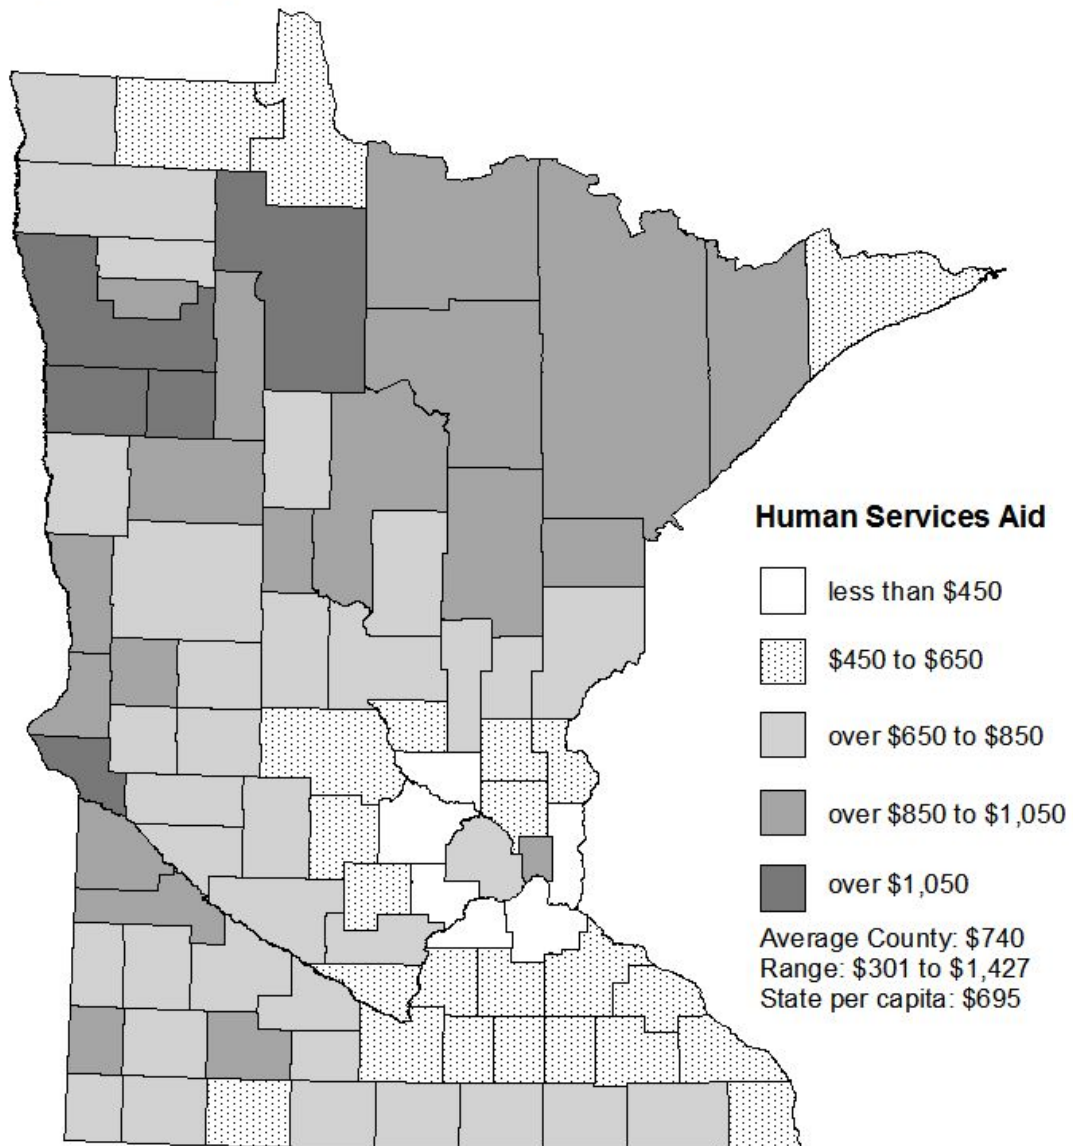 Human Services Aid
less than $450
$450 to $650
over $650 to $850
over $850 to $1,050
over $1,050
Average County: $740
Range: $301 to $1,427
State per capita: $695